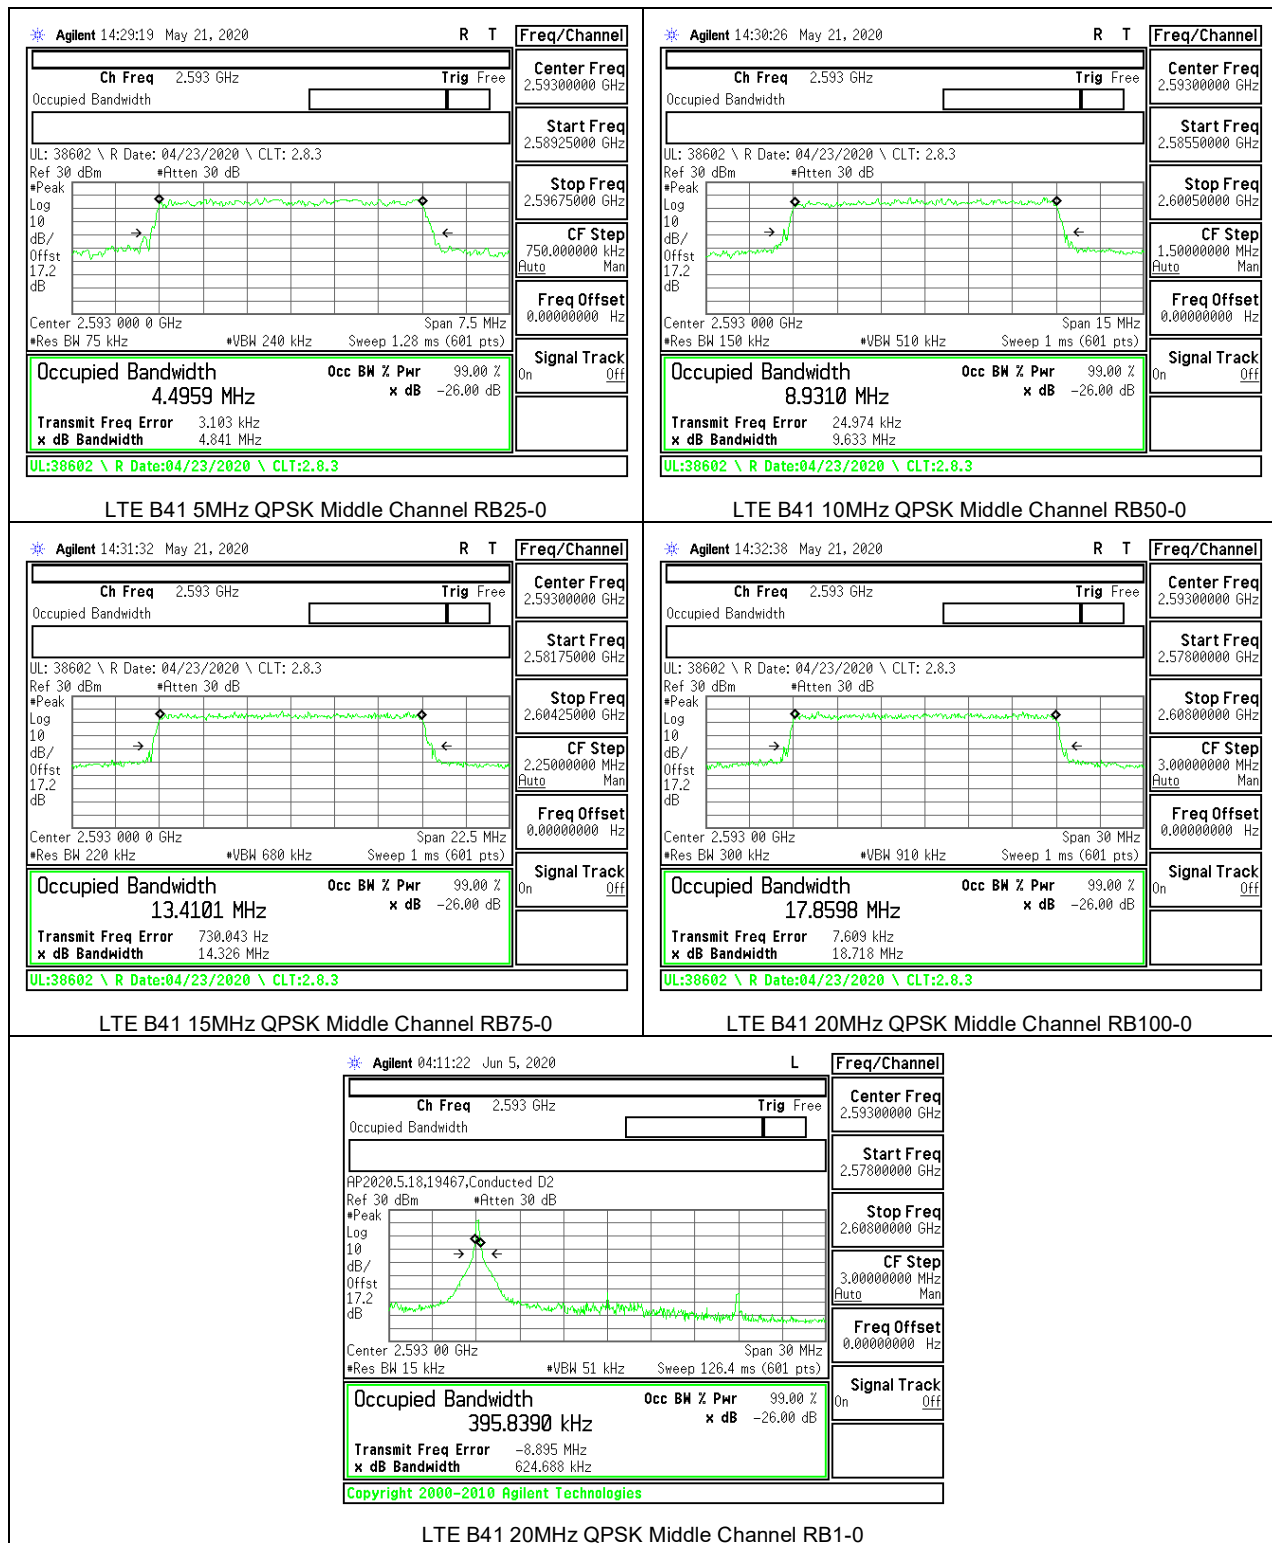 Agilent 14:29:19 May 21, 2020 R T Freq/Channel
Ch Freq 2.593 GHz Trig Free
Occupied Bandwidth
Center Freq
2.59300000 GHz
Start Freq
2.58925000 GHz
UL: 38602 \ R Date: 04/23/2020 \ CLT: 2.8.3
Ref 30 dBm #Atten 30 dB
#Peak
Log
10
dB/
Offst
17.2
dB
Stop Freq
2.59675000 GHz
CF Step
750.000000 kHz
Auto Man
Freq Offset
0.00000000 Hz
Center 2.593 000 0 GHz Span 7.5 MHz
#Res BW 75 kHz #VBW 240 kHz Sweep 1.28 ms (601 pts)
Signal Track
On Off
Occupied Bandwidth Occ BW % Pwr 99.00 %
4.4959 MHz x dB -26.00 dB
Transmit Freq Error 3.103 kHz
x dB Bandwidth 4.841 MHz
UL:38602 \ R Date:04/23/2020 \ CLT:2.8.3
LTE B41 5MHz QPSK Middle Channel RB25-0
Agilent 14:30:26 May 21, 2020 R T Freq/Channel
Ch Freq 2.593 GHz Trig Free
Occupied Bandwidth
Center Freq
2.59300000 GHz
Start Freq
2.58550000 GHz
UL: 38602 \ R Date: 04/23/2020 \ CLT: 2.8.3
Ref 30 dBm #Atten 30 dB
#Peak
Log
10
dB/
Offst
17.2
dB
Stop Freq
2.60050000 GHz
CF Step
1.50000000 MHz
Auto Man
Freq Offset
0.00000000 Hz
Center 2.593 000 GHz Span 15 MHz
#Res BW 150 kHz #VBW 510 kHz Sweep 1 ms (601 pts)
Signal Track
On Off
Occupied Bandwidth Occ BW % Pwr 99.00 %
8.9310 MHz x dB -26.00 dB
Transmit Freq Error 24.974 kHz
x dB Bandwidth 9.633 MHz
UL:38602 \ R Date:04/23/2020 \ CLT:2.8.3
LTE B41 10MHz QPSK Middle Channel RB50-0
Agilent 14:31:32 May 21, 2020 R T Freq/Channel
Ch Freq 2.593 GHz Trig Free
Occupied Bandwidth
Center Freq
2.59300000 GHz
Start Freq
2.58175000 GHz
UL: 38602 \ R Date: 04/23/2020 \ CLT: 2.8.3
Ref 30 dBm #Atten 30 dB
#Peak
Log
10
dB/
Offst
17.2
dB
Stop Freq
2.60425000 GHz
CF Step
2.25000000 MHz
Auto Man
Freq Offset
0.00000000 Hz
Center 2.593 000 0 GHz Span 22.5 MHz
#Res BW 220 kHz #VBW 680 kHz Sweep 1 ms (601 pts)
Signal Track
On Off
Occupied Bandwidth Occ BW % Pwr 99.00 %
13.4101 MHz x dB -26.00 dB
Transmit Freq Error 730.043 Hz
x dB Bandwidth 14.326 MHz
UL:38602 \ R Date:04/23/2020 \ CLT:2.8.3
LTE B41 15MHz QPSK Middle Channel RB75-0
Agilent 14:32:38 May 21, 2020 R T Freq/Channel
Ch Freq 2.593 GHz Trig Free
Occupied Bandwidth
Center Freq
2.59300000 GHz
Start Freq
2.57800000 GHz
UL: 38602 \ R Date: 04/23/2020 \ CLT: 2.8.3
Ref 30 dBm #Atten 30 dB
#Peak
Log
10
dB/
Offst
17.2
dB
Stop Freq
2.60800000 GHz
CF Step
3.00000000 MHz
Auto Man
Freq Offset
0.00000000 Hz
Center 2.593 00 GHz Span 30 MHz
#Res BW 300 kHz #VBW 910 kHz Sweep 1 ms (601 pts)
Signal Track
On Off
Occupied Bandwidth Occ BW % Pwr 99.00 %
17.8598 MHz x dB -26.00 dB
Transmit Freq Error 7.609 kHz
x dB Bandwidth 18.718 MHz
UL:38602 \ R Date:04/23/2020 \ CLT:2.8.3
LTE B41 20MHz QPSK Middle Channel RB100-0
Agilent 04:11:22 Jun 5, 2020 L Freq/Channel
Ch Freq 2.593 GHz Trig Free
Occupied Bandwidth
Center Freq
2.59300000 GHz
Start Freq
2.57800000 GHz
AP2020.5.18,19467,Conducted D2
Ref 30 dBm #Atten 30 dB
#Peak
Log
10
dB/
Offst
17.2
dB
Stop Freq
2.60800000 GHz
CF Step
3.00000000 MHz
Auto Man
Freq Offset
0.00000000 Hz
Center 2.593 00 GHz Span 30 MHz
#Res BW 15 kHz #VBW 51 kHz Sweep 126.4 ms (601 pts)
Signal Track
On Off
Occupied Bandwidth Occ BW % Pwr 99.00 %
395.8390 kHz x dB -26.00 dB
Transmit Freq Error -8.895 MHz
x dB Bandwidth 624.688 kHz
Copyright 2000-2010 Agilent Technologies
LTE B41 20MHz QPSK Middle Channel RB1-0